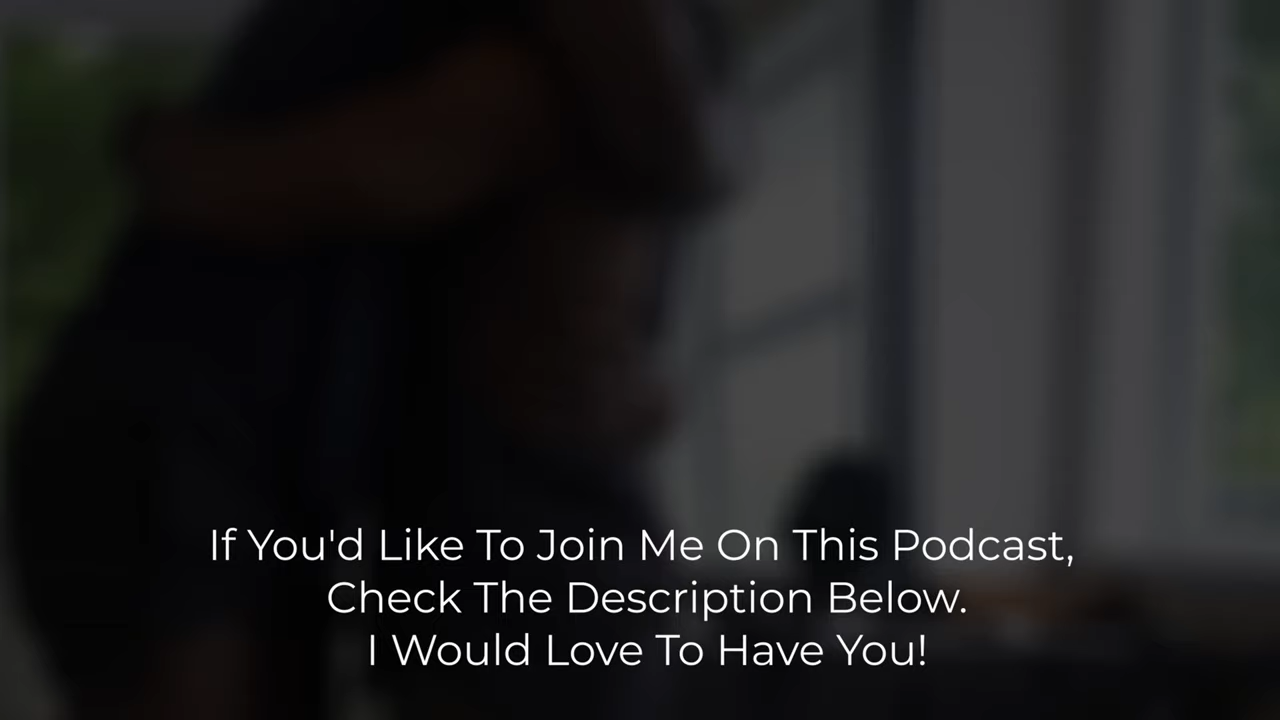 If You'd Like To Join Me On This Podcast,
Check The Description Below.
I Would Love To Have You!